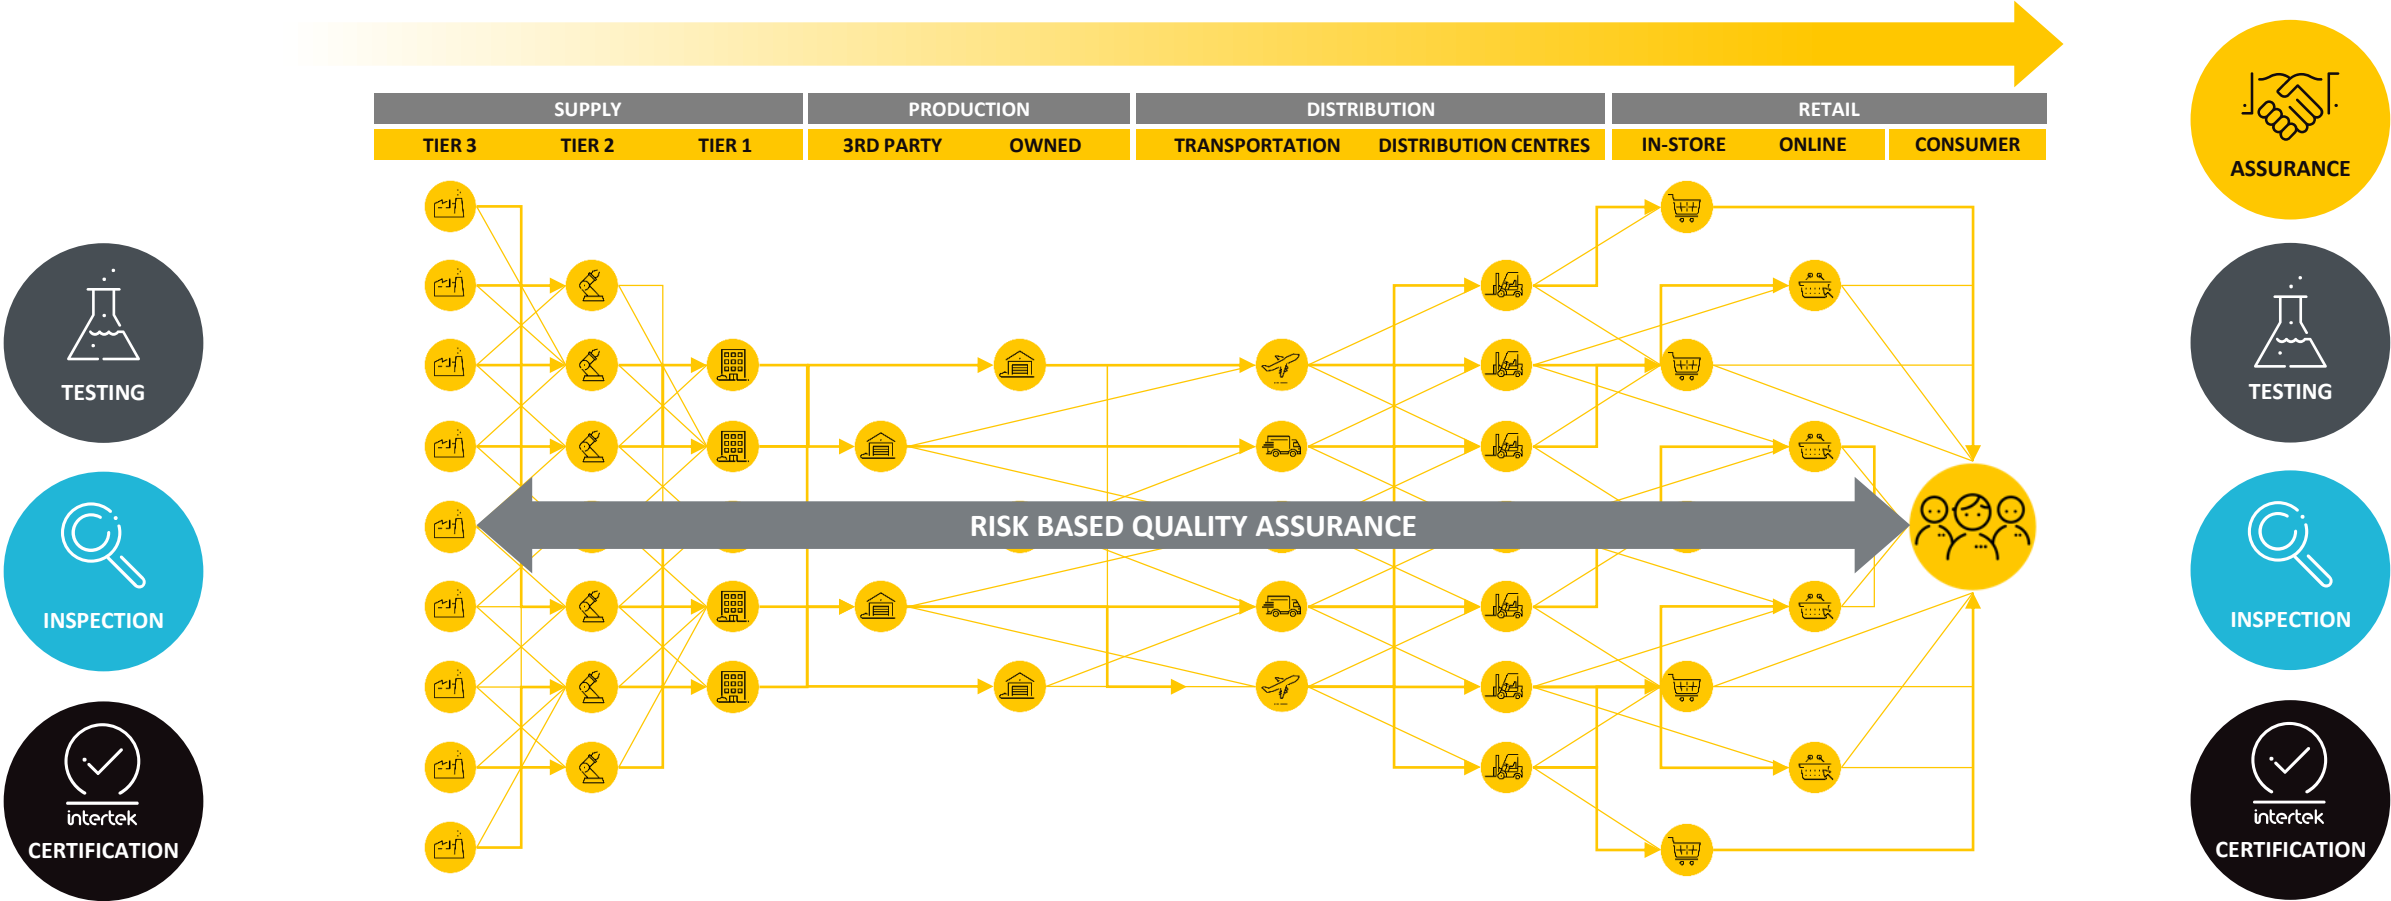 SUPPLY PRODUCTION DISTRIBUTION RETAIL
TIER 3 TIER 2 TIER 1 3RD PARTY OWNED TRANSPORTATION DISTRIBUTION CENTRES IN-STORE ONLINE CONSUMER
TESTING
INSPECTION
intertek
CERTIFICATION
RISK BASED QUALITY ASSURANCE
ASSURANCE
TESTING
INSPECTION
intertek
CERTIFICATION